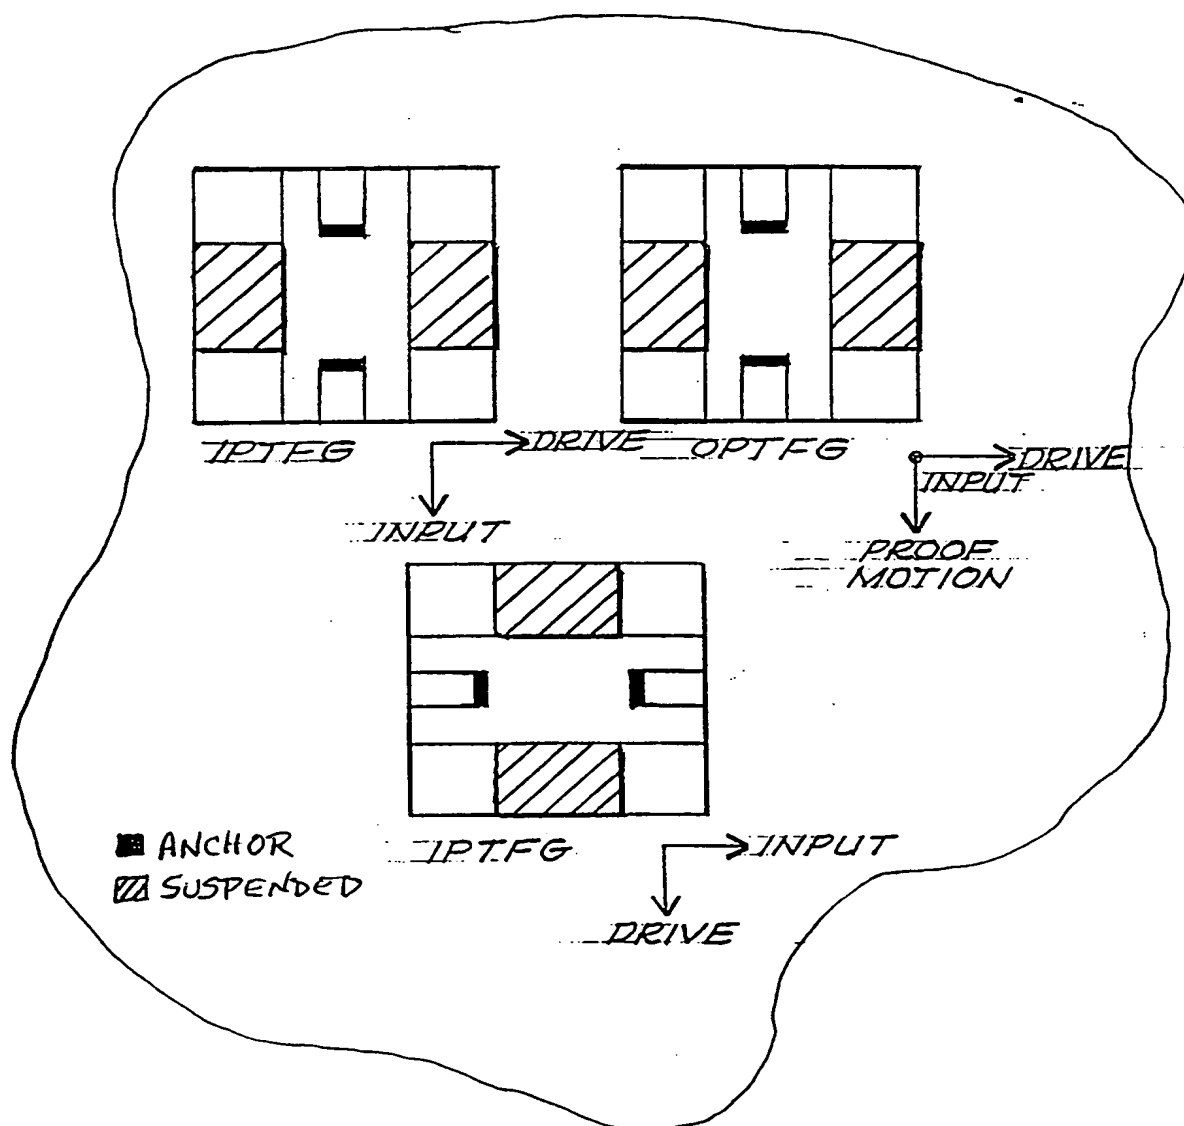 IPTFG
DRIVE
INPUT
OPTFG
DRIVE
INPUT
PROOF
MOTION
IPTFG
INPUT
DRIVE
ANCHOR
SUSPENDED